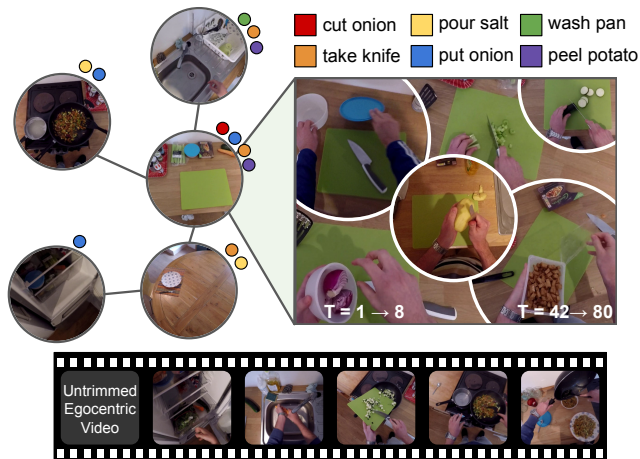 cut onion
pour salt
wash pan
take knife
put onion
peel potato
T = 1 → 8
T = 42→ 80
Untrimmed
Egocentric
Video